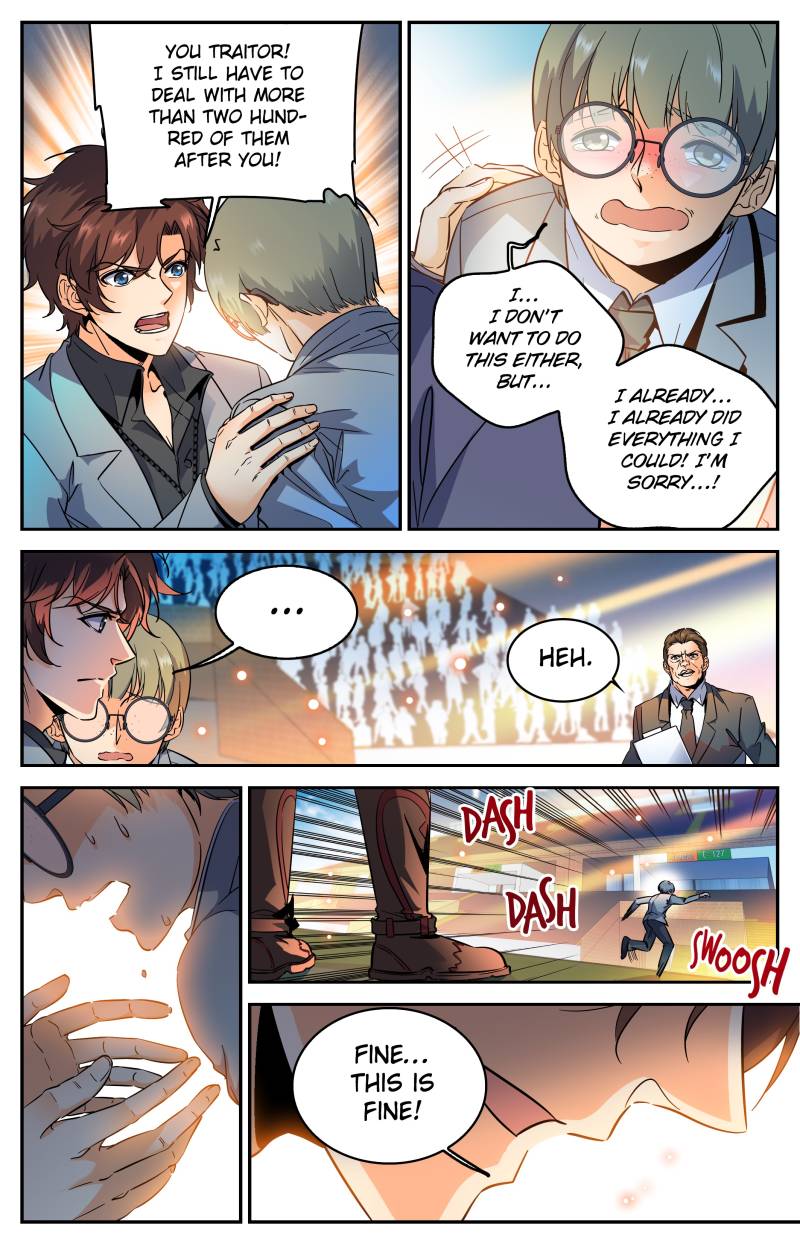 YOU TRAITOR!
I STILL HAVE TO
DEAL WITH MORE
THAN TWO HUND-
RED OF THEM
AFTER YOU!
I...
I DON'T
WANT TO DO
THIS EITHER,
BUT...
I ALREADY...
I ALREADY DID
EVERYTHING I
COULD! I'M
SORRY...!
...
HEH.
DASH
DASH
SWOOSH
FINE...
THIS IS
FINE!